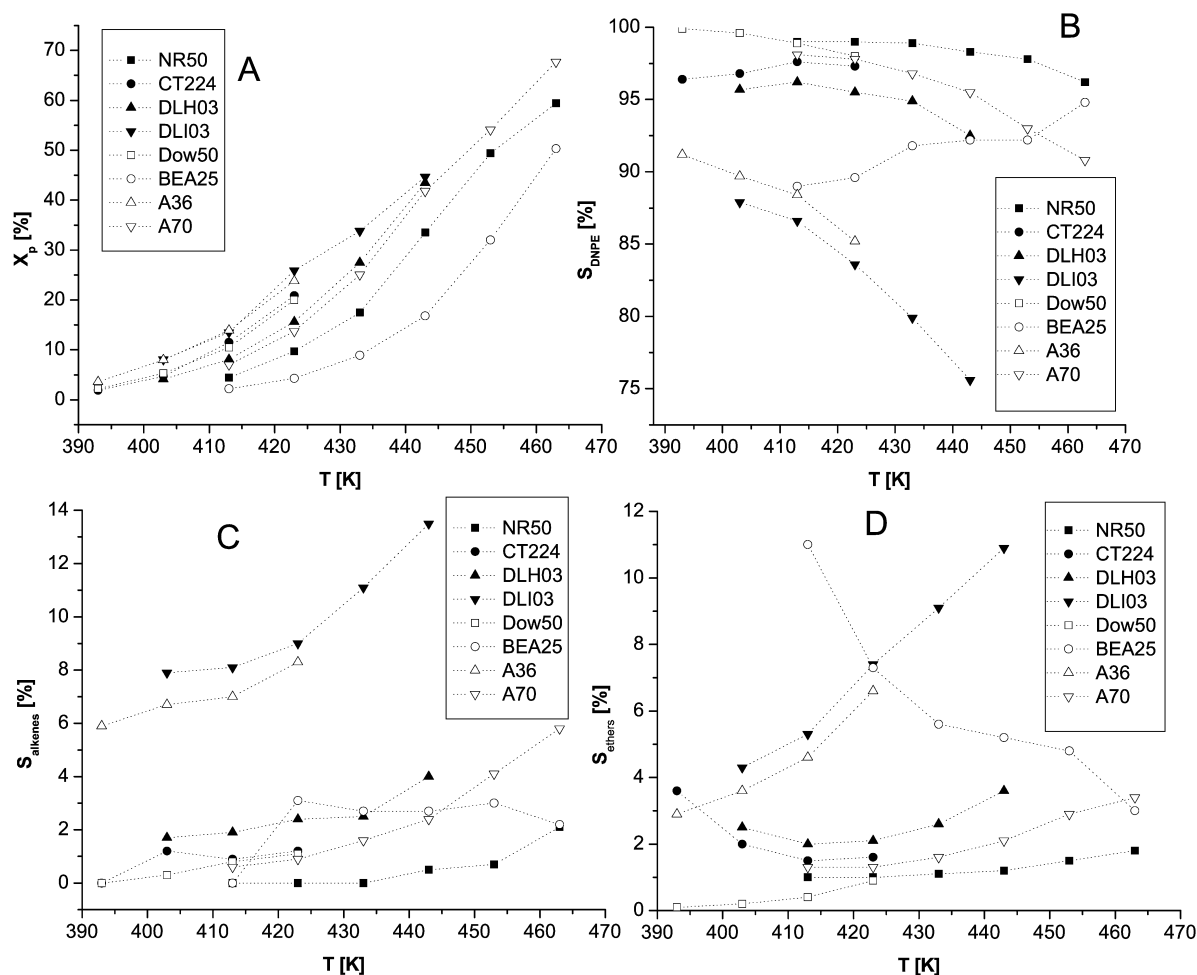 A
70
60
50
40
30
20
10
0
X_p [%]
NR50
CT224
DLH03
DLI03
Dow50
BEA25
A36
A70
390 400 410 420 430 440 450 460 470
T [K]
B
100
95
90
85
80
75
S_DNPE [%]
NR50
CT224
DLH03
DLI03
Dow50
BEA25
A36
A70
390 400 410 420 430 440 450 460 470
T [K]
C
14
12
10
8
6
4
2
0
S_alkenes [%]
NR50
CT224
DLH03
DLI03
Dow50
BEA25
A36
A70
390 400 410 420 430 440 450 460 470
T [K]
D
12
10
8
6
4
2
0
S_ethers [%]
NR50
CT224
DLH03
DLI03
Dow50
BEA25
A36
A70
390 400 410 420 430 440 450 460 470
T [K]